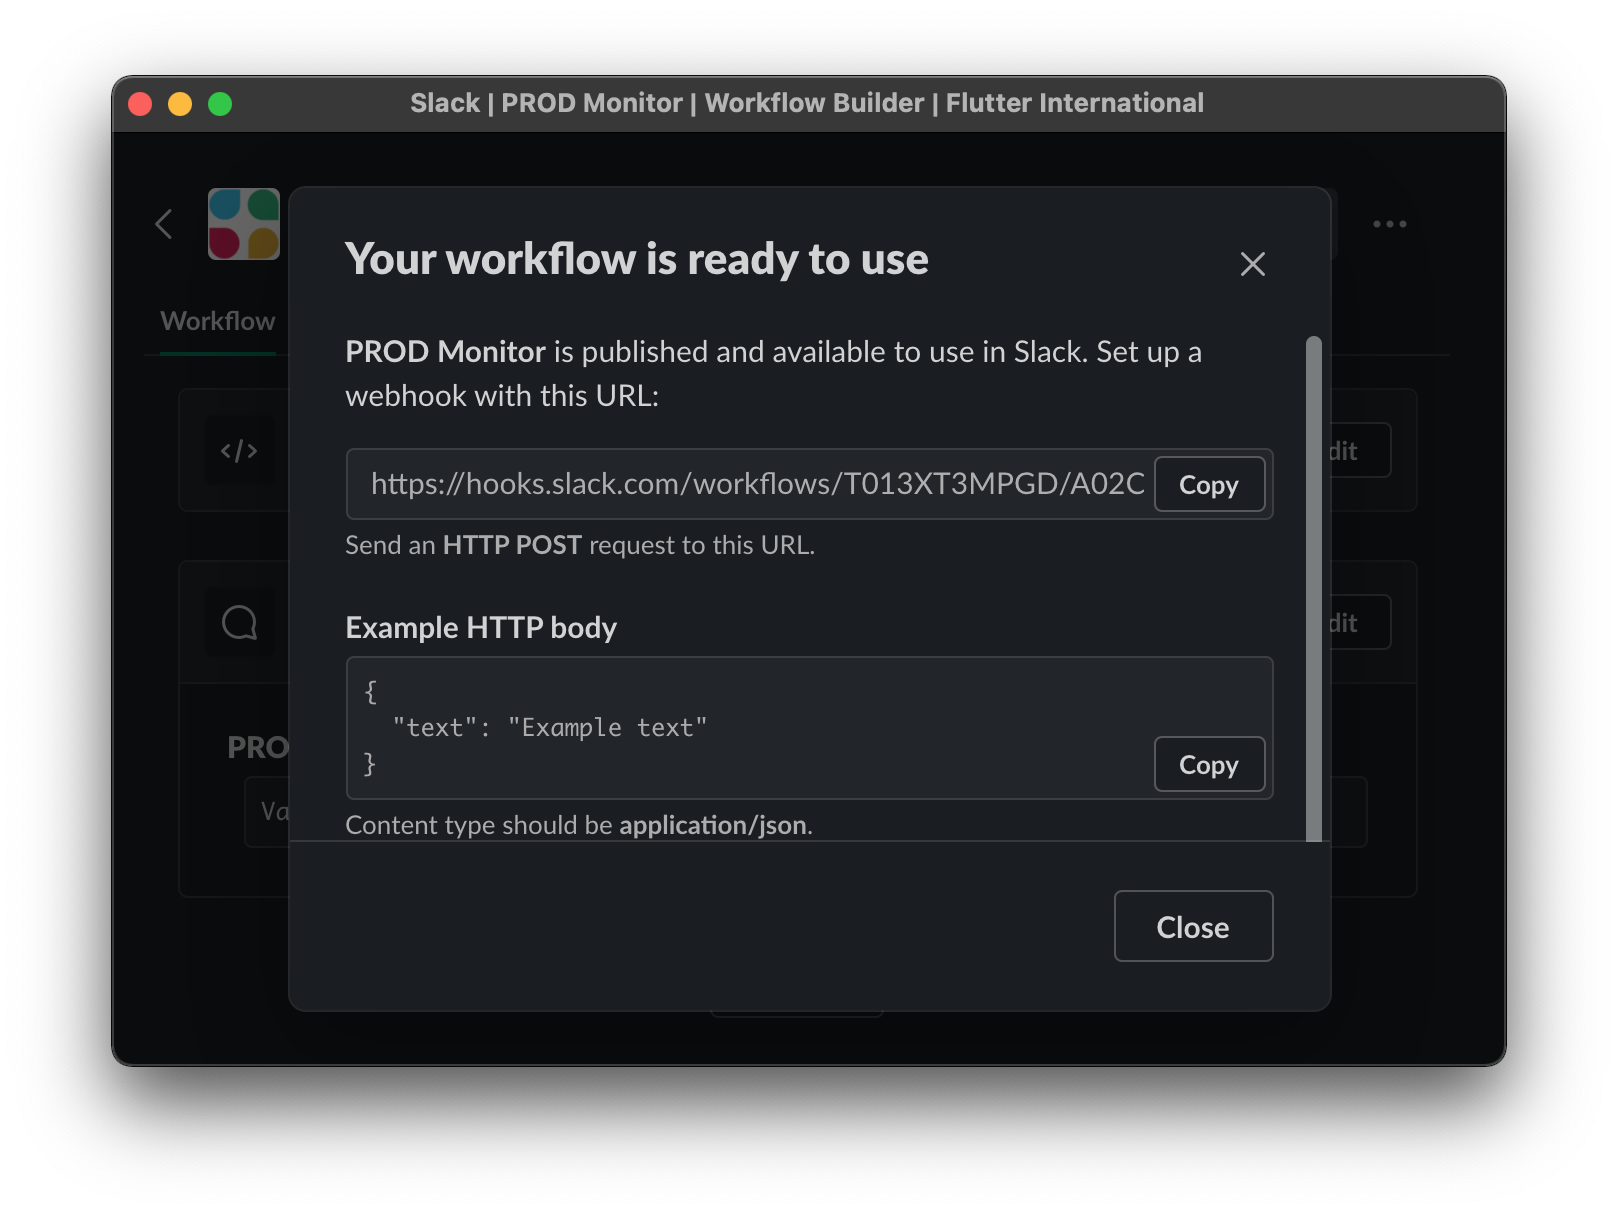 Slack | PROD Monitor | Workflow Builder | Flutter International
Your workflow is ready to use
Workflow
PROD Monitor is published and available to use in Slack. Set up a
webhook with this URL:
https://hooks.slack.com/workflows/T013XT3MPGD/A02C
Copy
dit
Send an HTTP POST request to this URL.
</>
Example HTTP body
dit
{
"text": "Example text"
}
Copy
PRO
Va
Content type should be application/json.
Close